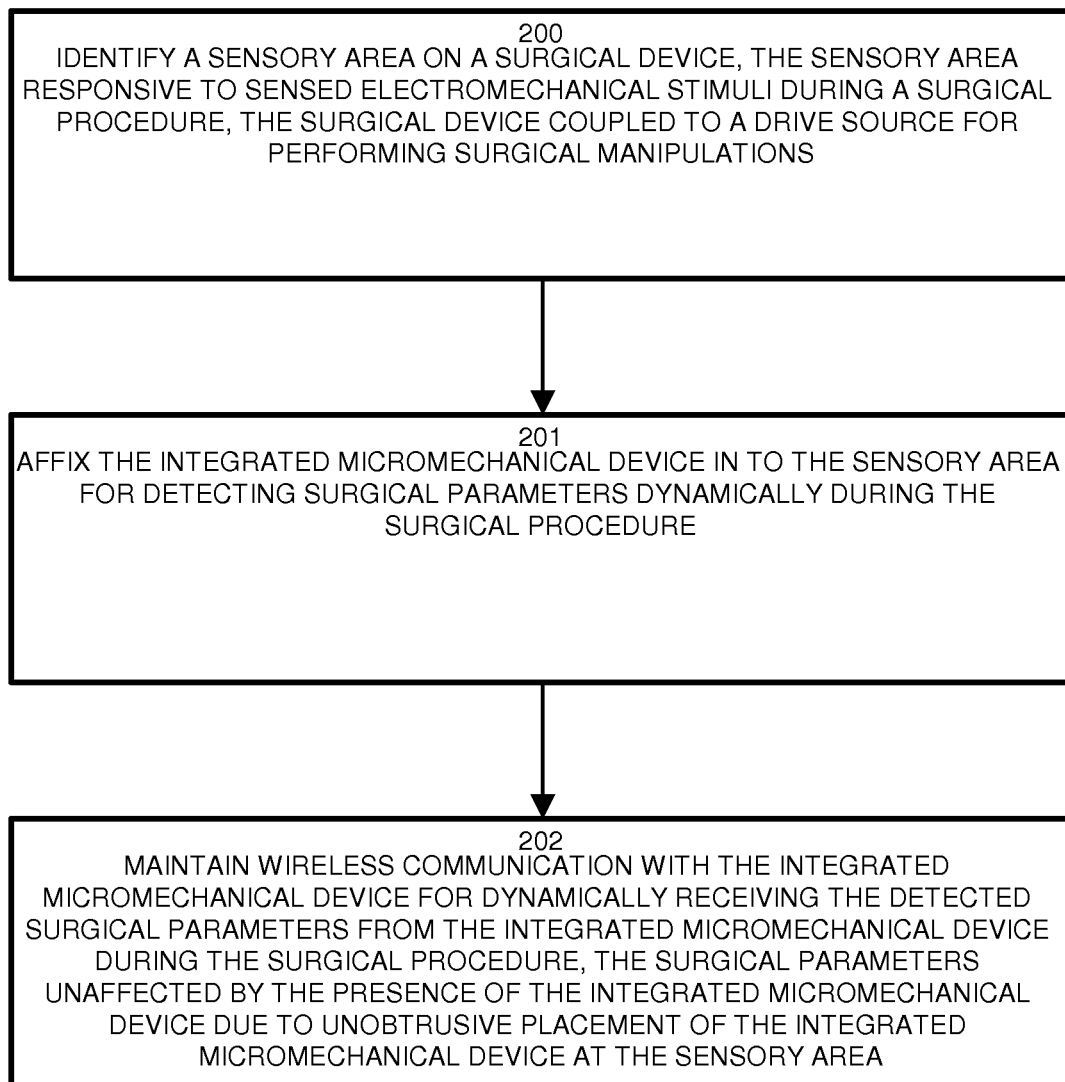 200
IDENTIFY A SENSORY AREA ON A SURGICAL DEVICE, THE SENSORY AREA
RESPONSIVE TO SENSED ELECTROMECHANICAL STIMULI DURING A SURGICAL
PROCEDURE, THE SURGICAL DEVICE COUPLED TO A DRIVE SOURCE FOR
PERFORMING SURGICAL MANIPULATIONS
201
AFFIX THE INTEGRATED MICROMECHANICAL DEVICE IN TO THE SENSORY AREA
FOR DETECTING SURGICAL PARAMETERS DYNAMICALLY DURING THE
SURGICAL PROCEDURE
202
MAINTAIN WIRELESS COMMUNICATION WITH THE INTEGRATED
MICROMECHANICAL DEVICE FOR DYNAMICALLY RECEIVING THE DETECTED
SURGICAL PARAMETERS FROM THE INTEGRATED MICROMECHANICAL DEVICE
DURING THE SURGICAL PROCEDURE, THE SURGICAL PARAMETERS
UNAFFECTED BY THE PRESENCE OF THE INTEGRATED MICROMECHANICAL
DEVICE DUE TO UNOBTRUSIVE PLACEMENT OF THE INTEGRATED
MICROMECHANICAL DEVICE AT THE SENSORY AREA